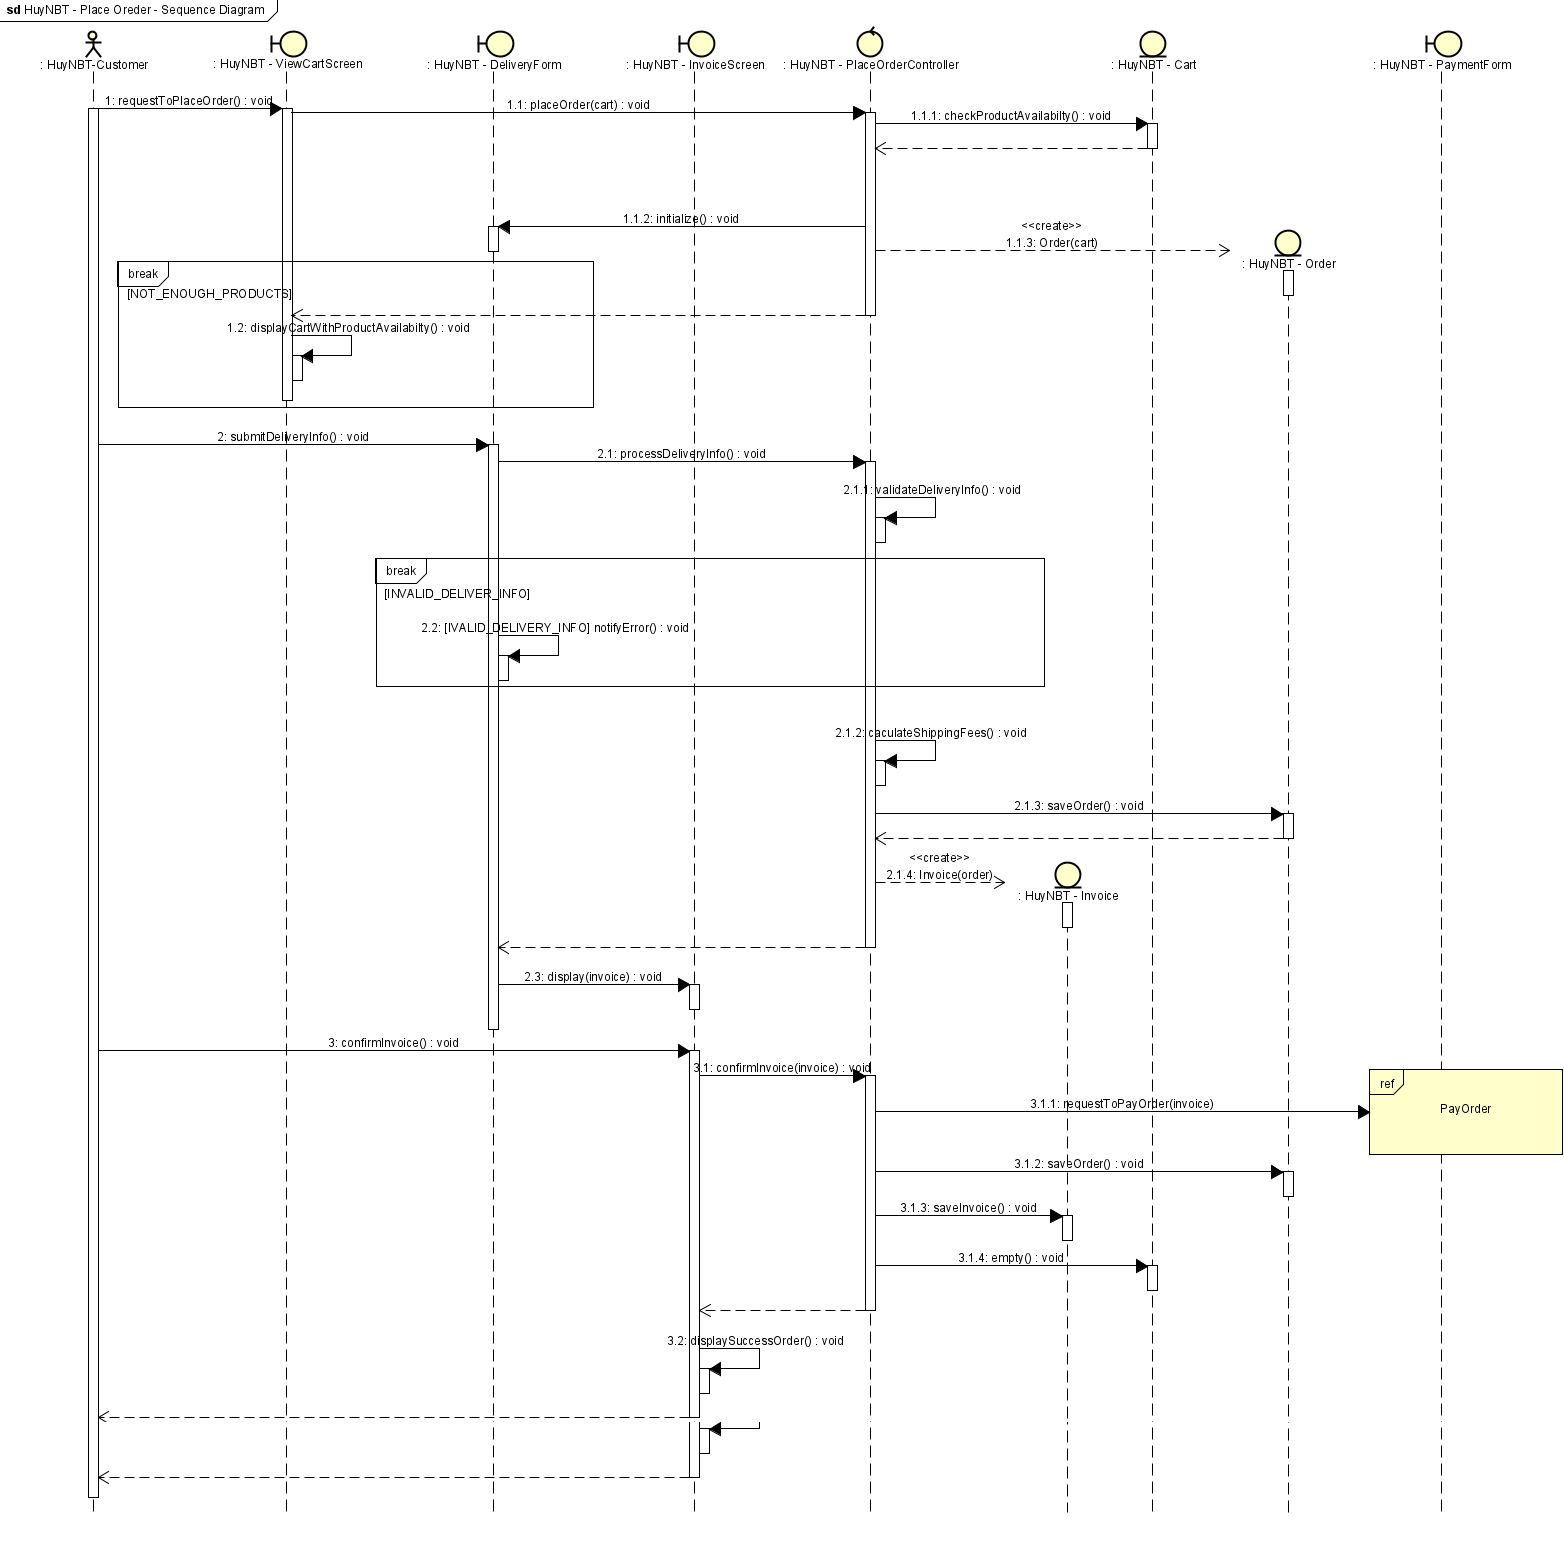 sd HuyNBT - Place Oreder - Sequence Diagram
: HuyNBT-Customer
: HuyNBT - ViewCartScreen
: HuyNBT - DeliveryForm
: HuyNBT - InvoiceScreen
: HuyNBT - PlaceOrderController
: HuyNBT - Cart
: HuyNBT - PaymentForm
1: requestToPlaceOrder() : void
1.1: placeOrder(cart) : void
1.1.1: checkProductAvailabilty() : void
1.1.2: initialize() : void
<<create>>
1.1.3: Order(cart)
: HuyNBT - Order
break
[NOT_ENOUGH_PRODUCTS]
1.2: displayCartWithProductAvailabilty() : void
2: submitDeliveryInfo() : void
2.1: processDeliveryInfo() : void
2.1.1: validateDeliveryInfo() : void
break
[INVALID_DELIVER_INFO]
2.2: [IVALID_DELIVERY_INFO] notifyError() : void
2.1.2: caculateShippingFees() : void
2.1.3: saveOrder() : void
<<create>>
2.1.4: Invoice(order)
: HuyNBT - Invoice
2.3: display(invoice) : void
3: confirmInvoice() : void
3.1: confirmInvoice(invoice) : void
ref
PayOrder
3.1.1: requestToPayOrder(invoice)
3.1.2: saveOrder() : void
3.1.3: saveInvoice() : void
3.1.4: empty() : void
3.2: displaySuccessOrder() : void